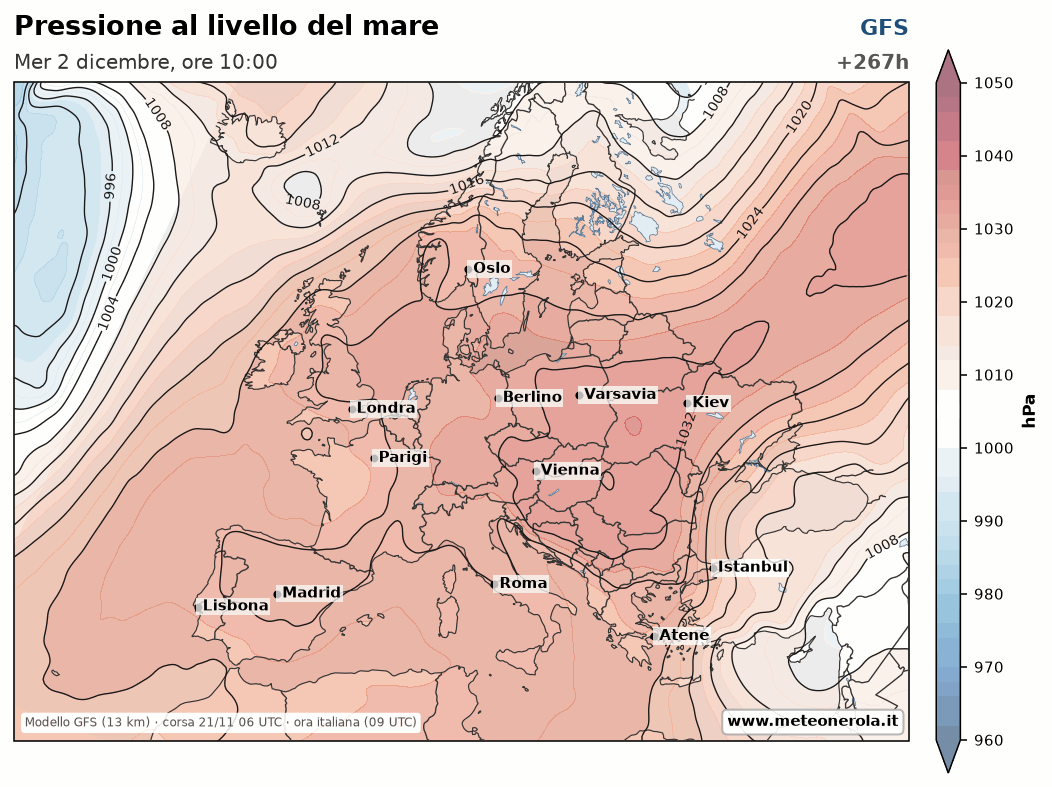 Pressione al livello del mare
GFS
Mer 2 dicembre, ore 10:00
+267h
1008
1008
1020
1012
1016
996
1008
1024
1000
1004
Oslo
Berlino
Varsavia
Kiev
Londra
1032
Parigi
Vienna
1008
Istanbul
Roma
Madrid
Lisbona
Atene
Modello GFS (13 km) · corsa 21/11 06 UTC · ora italiana (09 UTC)
www.meteonerola.it
1050
1040
1030
1020
1010
1000
990
980
970
960
hPa